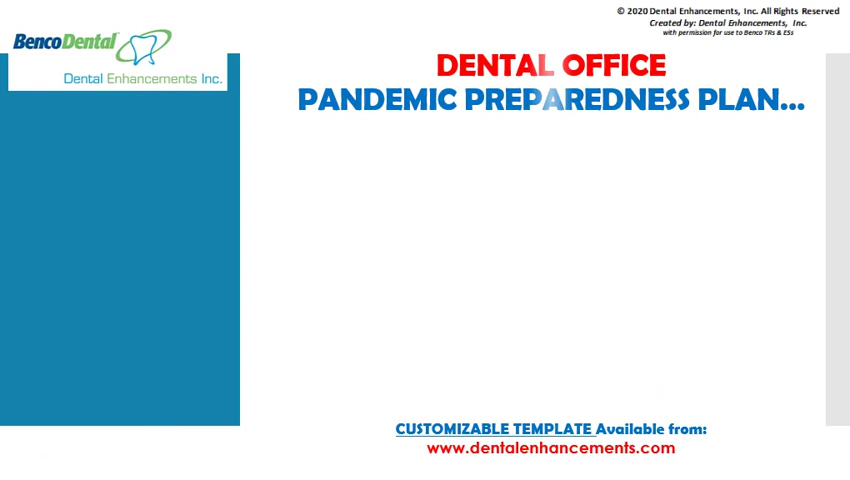 © 2020 Dental Enhancements, Inc. All Rights Reserved
Created by: Dental Enhancements, Inc.
with permission for use to Benco TRs & ESs
BencoDental
Dental Enhancements Inc.
DENTAL OFFICE
PANDEMIC PREPAREDNESS PLAN...
CUSTOMIZABLE TEMPLATE Available from:
www.dentalenhancements.com